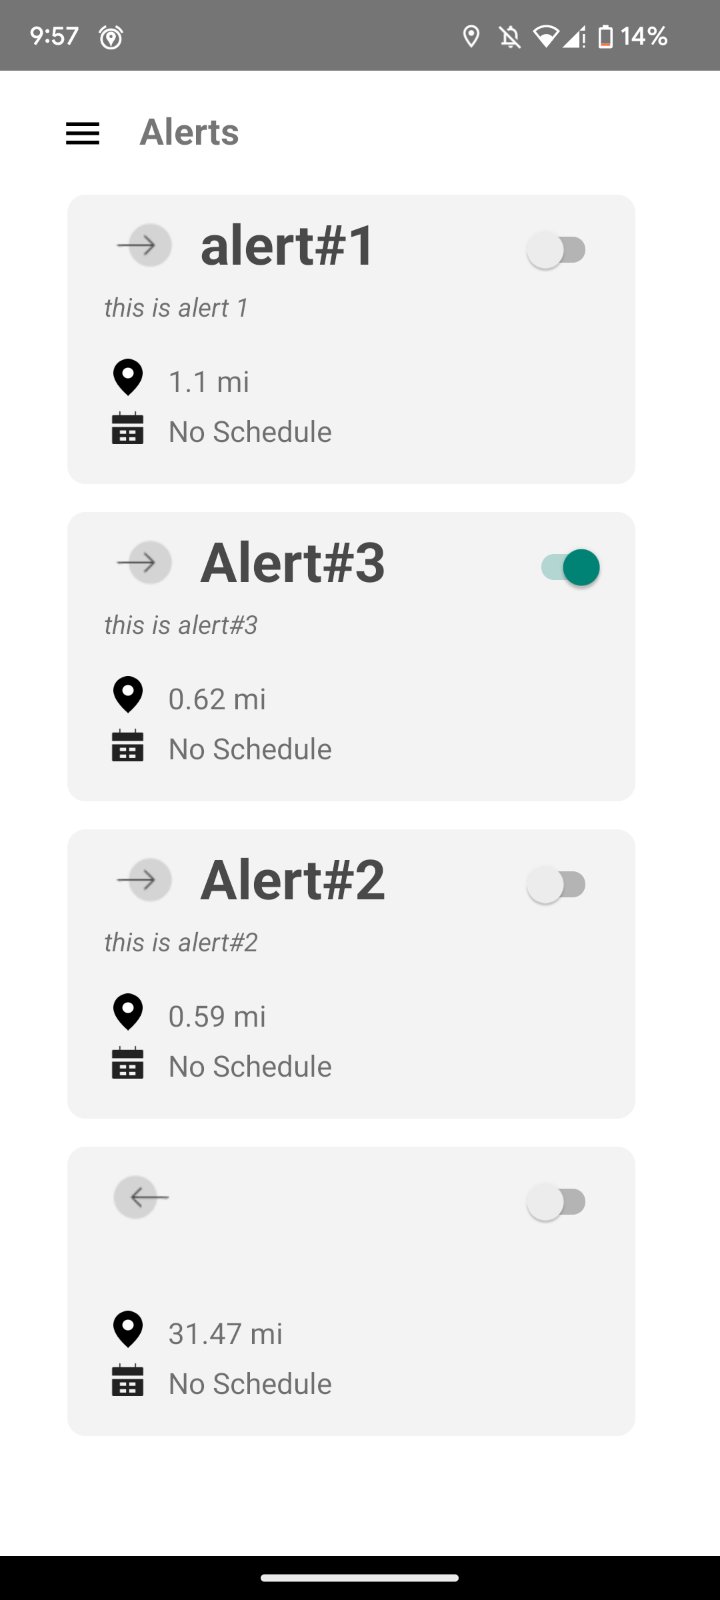 9:57
14%
Alerts
alert#1
this is alert 1
1.1 mi
No Schedule
Alert#3
this is alert#3
0.62 mi
No Schedule
Alert#2
this is alert#2
0.59 mi
No Schedule
31.47 mi
No Schedule